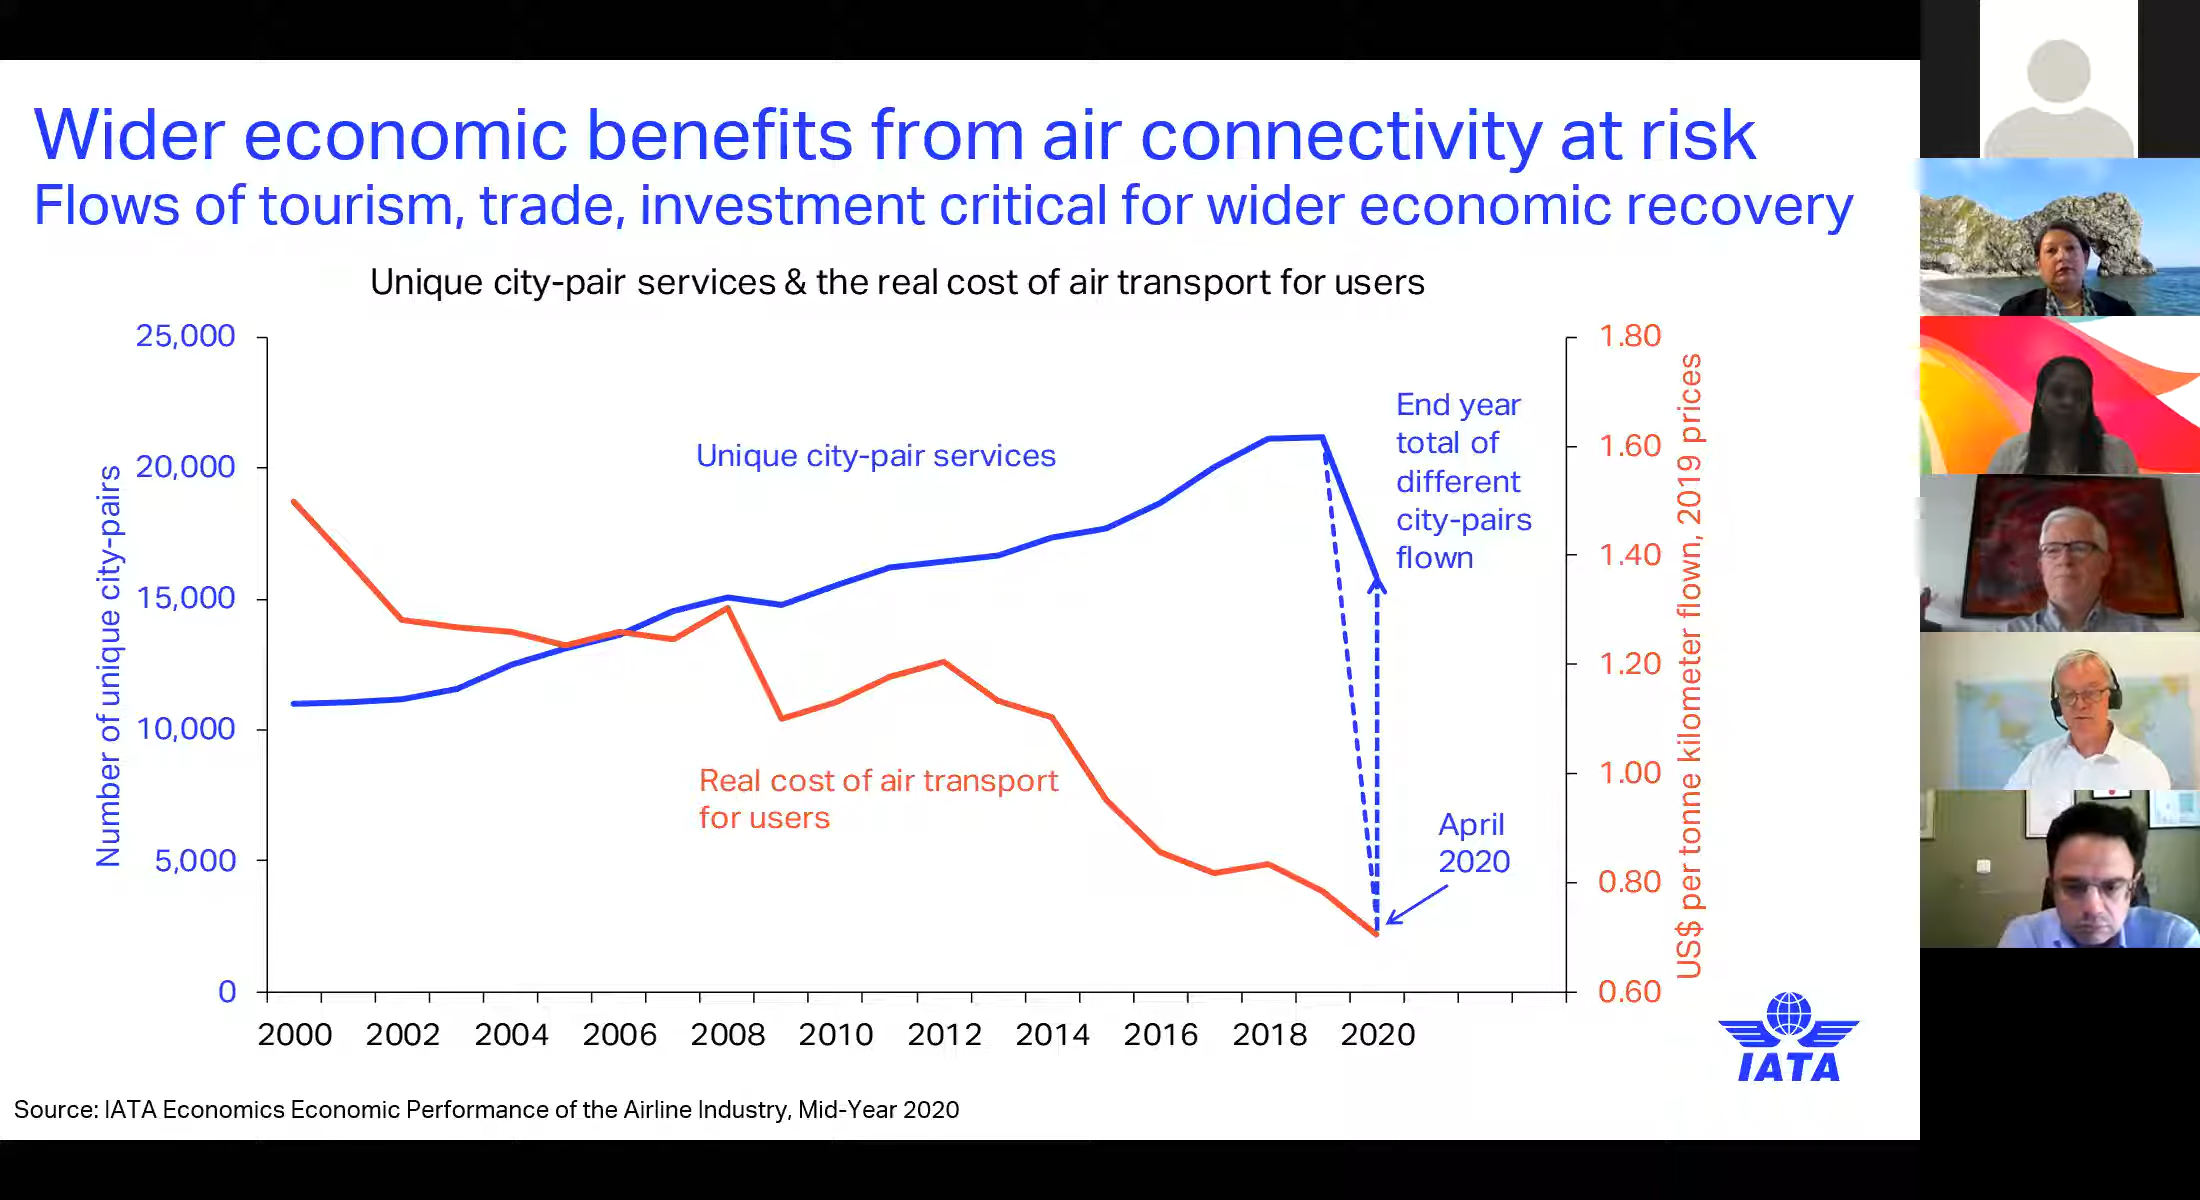 Wider economic benefits from air connectivity at risk
Flows of tourism, trade, investment critical for wider economic recovery
Unique city-pair services & the real cost of air transport for users
25,000
20,000
15,000
10,000
5,000
0
Number of unique city-pairs
Unique city-pair services
Real cost of air transport
for users
End year
total of
different
city-pairs
flown
April
2020
1.80
1.60
1.40
1.20
1.00
0.80
0.60
US$ per tonne kilometer flown, 2019 prices
2000 2002 2004 2006 2008 2010 2012 2014 2016 2018 2020
IATA
Source: IATA Economics Economic Performance of the Airline Industry, Mid-Year 2020